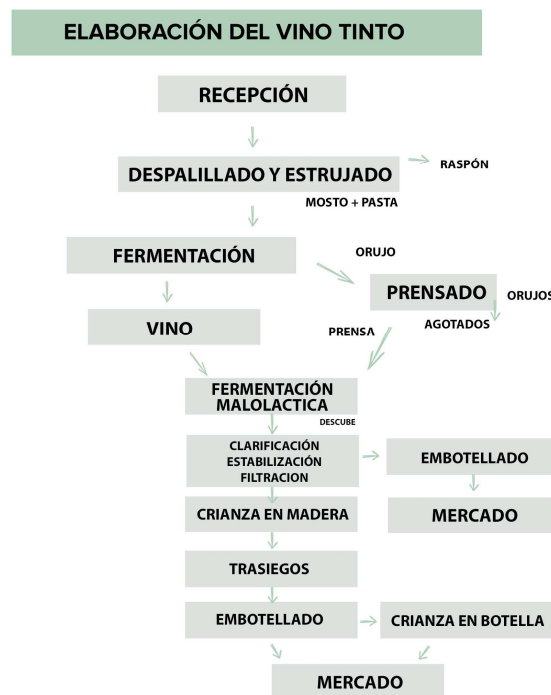 ELABORACIÓN DEL VINO TINTO
RECEPCIÓN
DESPALILLADO Y ESTRUJADO
RASPÓN
MOSTO + PASTA
FERMENTACIÓN
ORUJO
PRENSADO
ORUJOS
AGOTADOS
VINO
PRENSA
FERMENTACIÓN
MALOLACTICA
DESCUBE
CLARIFICACIÓN
ESTABILIZACIÓN
FILTRACION
EMBOTELLADO
CRIANZA EN MADERA
MERCADO
TRASIEGOS
EMBOTELLADO
CRIANZA EN BOTELLA
MERCADO